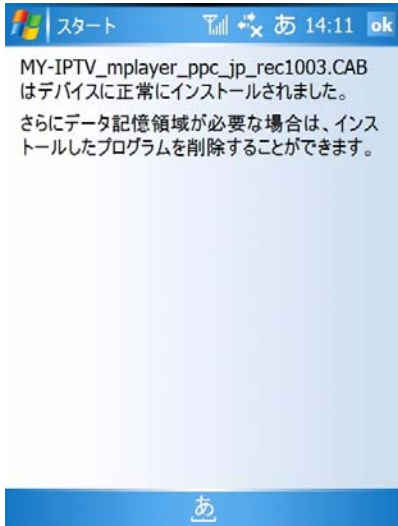 スタート あ 14:11 ok
MY-IPTV_mplayer_ppc_jp_rec1003.CAB
はデバイスに正常にインストールされました。
さらにデータ記憶領域が必要な場合は、インス
トールしたプログラムを削除することができます。
あ